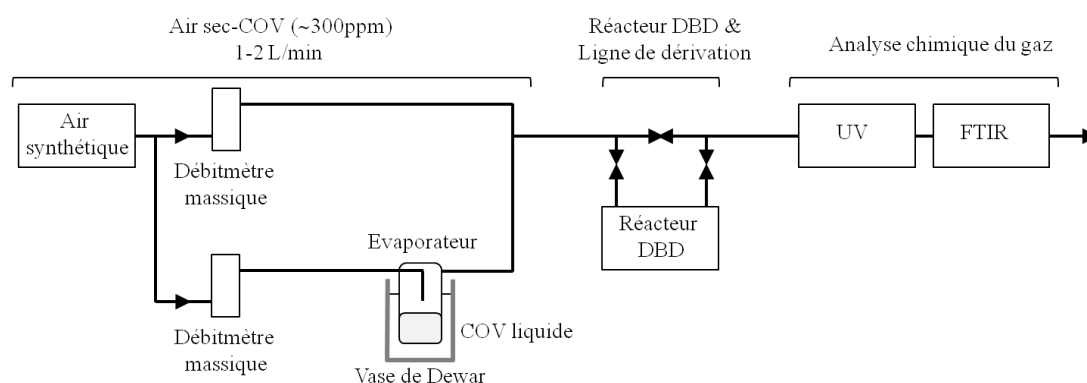 Air sec-COV (~300ppm)
1-2 L/min
Réacteur DBD &
Ligne de dérivation
Analyse chimique du gaz
Air
synthétique
Débitmètre
massique
UV
FTIR
Réacteur
DBD
Evaporateur
COV liquide
Débitmètre
massique
Vase de Dewar